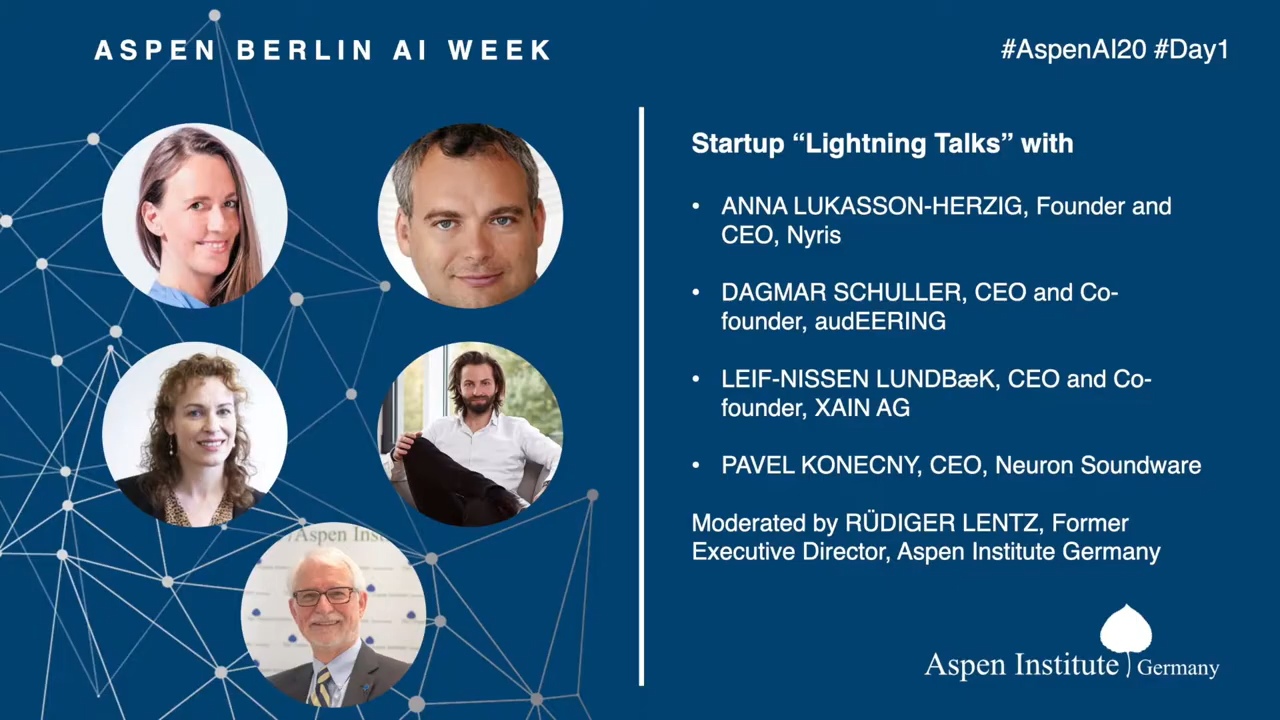 ASPEN BERLIN AI WEEK
#AspenAI20 #Day1
Startup “Lightning Talks” with
• ANNA LUKASSON-HERZIG, Founder and
CEO, Nyris
• DAGMAR SCHULLER, CEO and Co-
founder, audEERING
• LEIF-NISSEN LUNDBæK, CEO and Co-
founder, XAIN AG
• PAVEL KONECNY, CEO, Neuron Soundware
Moderated by RÜDIGER LENTZ, Former
Executive Director, Aspen Institute Germany
Aspen Inst
Aspen Institute Germany